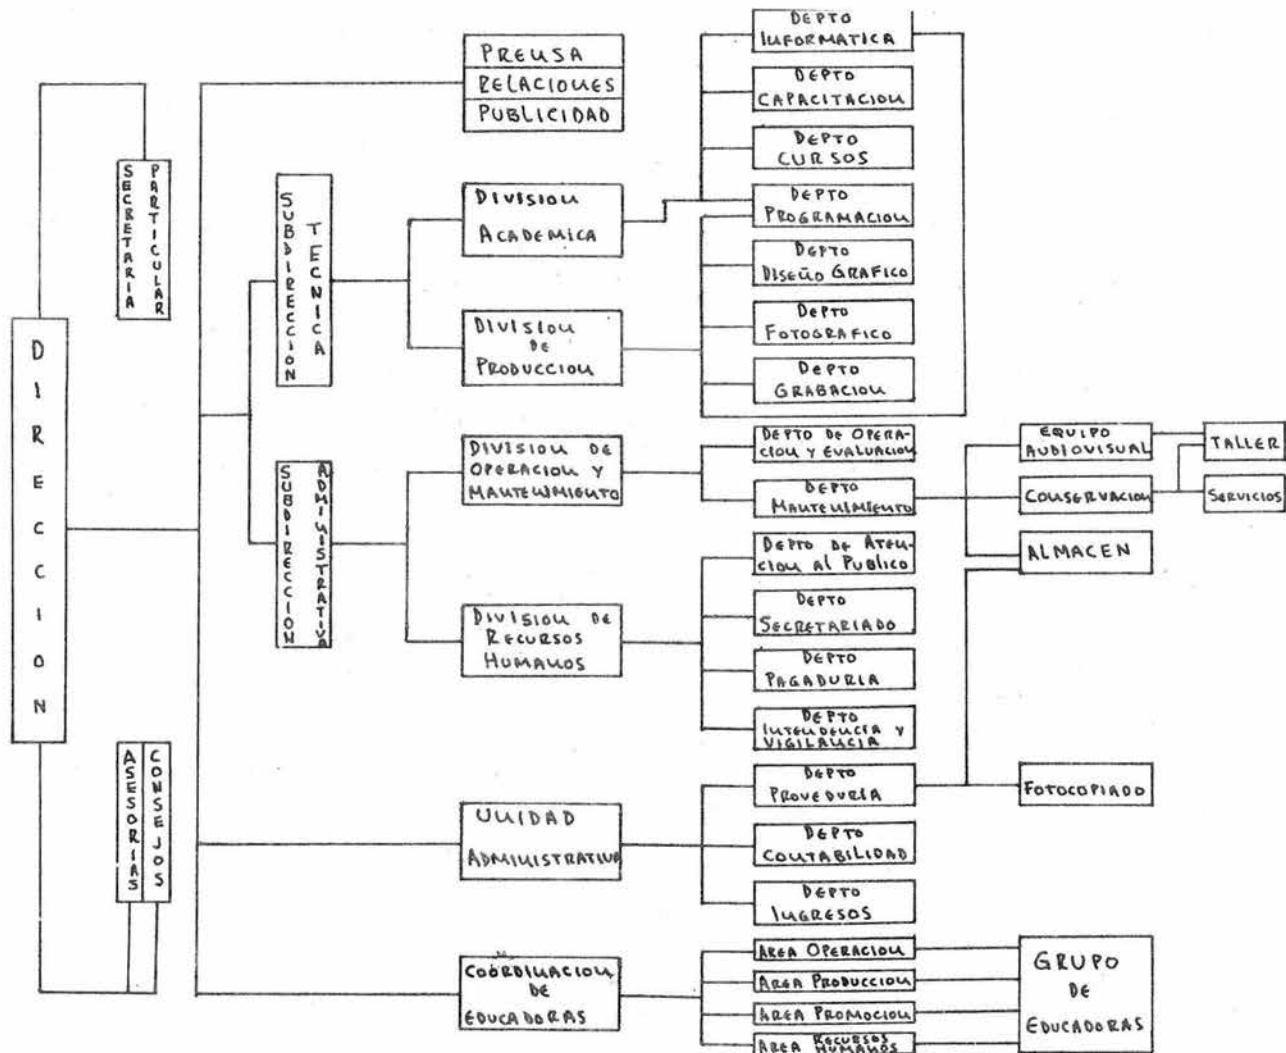 DIRECCION
SECRETARIA
PARTICULAR
ASESORIAS
CONSEJOS
PRENSA
RELACIONES
PUBLICIDAD
SUBDIRECCION
TECNICA
SUBDIRECCION
ADMINISTRATIVA
DIVISION
ACADEMICA
DIVISION
DE
PRODUCCION
DIVISION DE
OPERACION Y
MANTENIMIENTO
DIVISION DE
RECURSOS
HUMANOS
UNIDAD
ADMINISTRATIVA
COORDINACION
DE
EDUCADORAS
DEPTO
INFORMATICA
DEPTO
CAPACITACION
DEPTO
CURSOS
DEPTO
PROGRAMACION
DEPTO
DISEÑO GRAFICO
DEPTO
FOTOGRAFICO
DEPTO
GRABACION
DEPTO DE OPERA-
CION Y EVALUACION
DEPTO
MANTENIMIENTO
DEPTO DE ATEN-
CION AL PUBLICO
DEPTO
SECRETARIADO
DEPTO
PAGADURIA
DEPTO
INTENDENCIA Y
VIGILANCIA
DEPTO
PROVEDURIA
DEPTO
CONTABILIDAD
DEPTO
INGRESOS
AREA OPERACION
AREA PRODUCCION
AREA PROMOCION
AREA RECURSOS
HUMANOS
EQUIPO
AUDIOVISUAL
CONSERVACION
ALMACEN
FOTOCOPIADO
GRUPO
DE
EDUCADORAS
TALLER
SERVICIOS